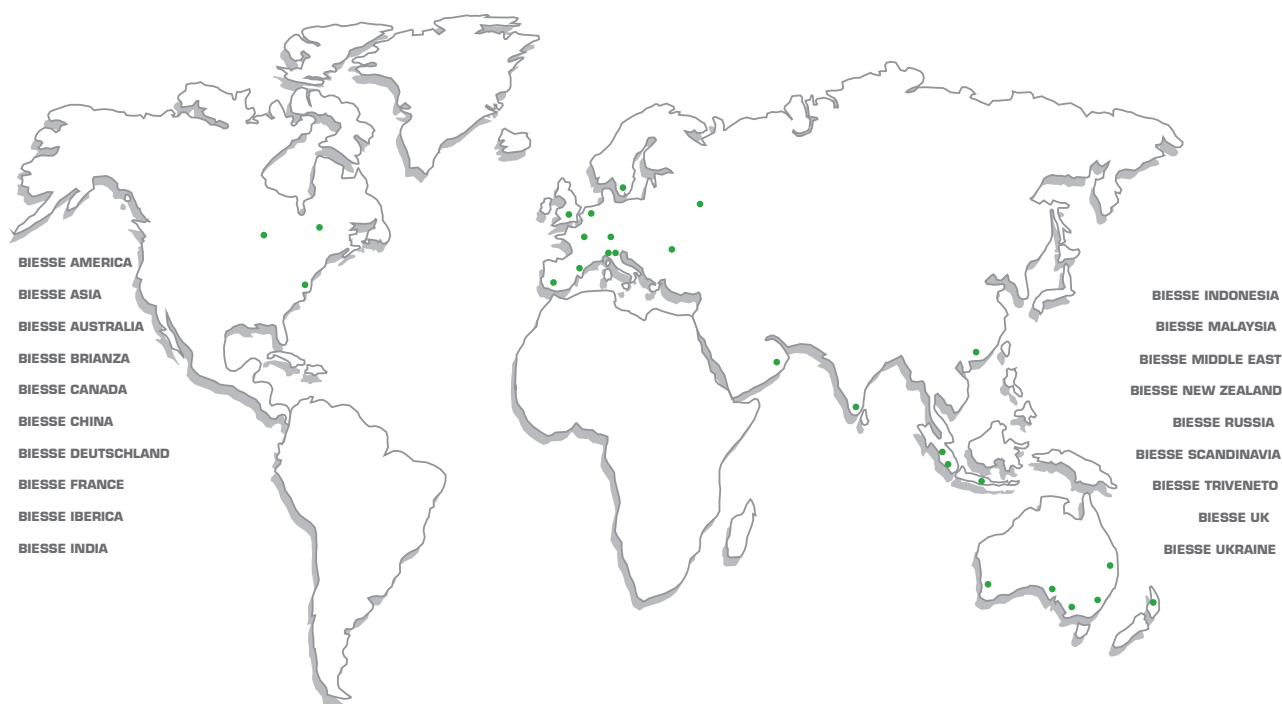 BIESSE AMERICA
BIESSE ASIA
BIESSE AUSTRALIA
BIESSE BRIANZA
BIESSE CANADA
BIESSE CHINA
BIESSE DEUTSCHLAND
BIESSE FRANCE
BIESSE IBERICA
BIESSE INDIA
BIESSE INDONESIA
BIESSE MALAYSIA
BIESSE MIDDLE EAST
BIESSE NEW ZEALAND
BIESSE RUSSIA
BIESSE SCANDINAVIA
BIESSE TRIVENETO
BIESSE UK
BIESSE UKRAINE